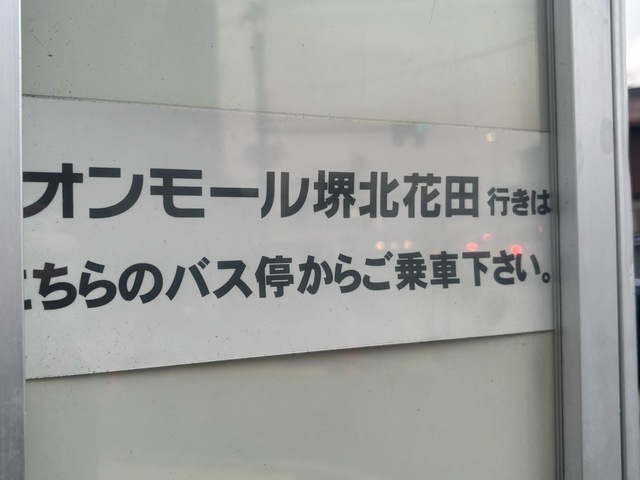 オンモール堺北花田 行きは
こちらのバス停からご乗車下さい。